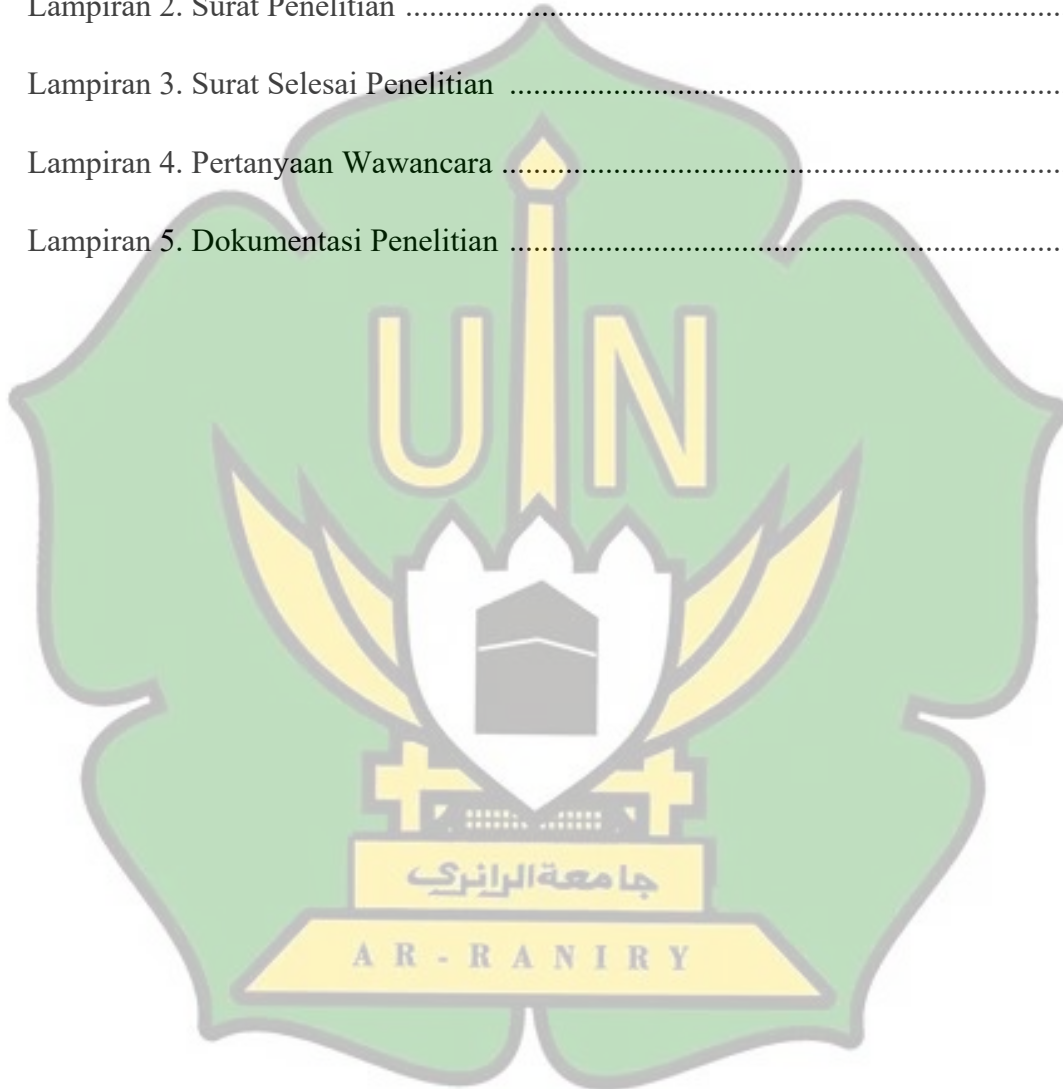 Lampiran 2. Surat Penelitian ....................................................................................
Lampiran 3. Surat Selesai Penelitian ......................................................................
Lampiran 4. Pertanyaan Wawancara .......................................................................
Lampiran 5. Dokumentasi Penelitian ......................................................................
UIN
جامعة الرانري
AR-RANIRY